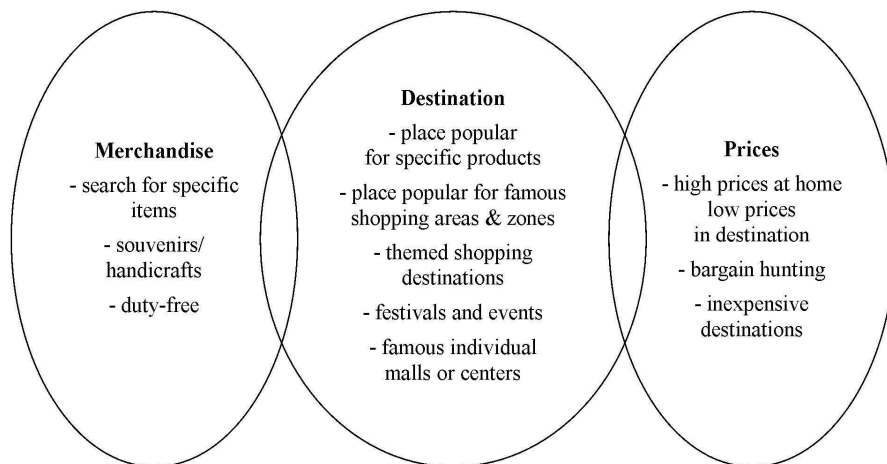 Merchandise
- search for specific
items
- souvenirs/
handicrafts
- duty-free
Destination
- place popular
for specific products
- place popular for famous
shopping areas & zones
- themed shopping
destinations
- festivals and events
- famous individual
malls or centers
Prices
- high prices at home
low prices
in destination
- bargain hunting
- inexpensive
destinations